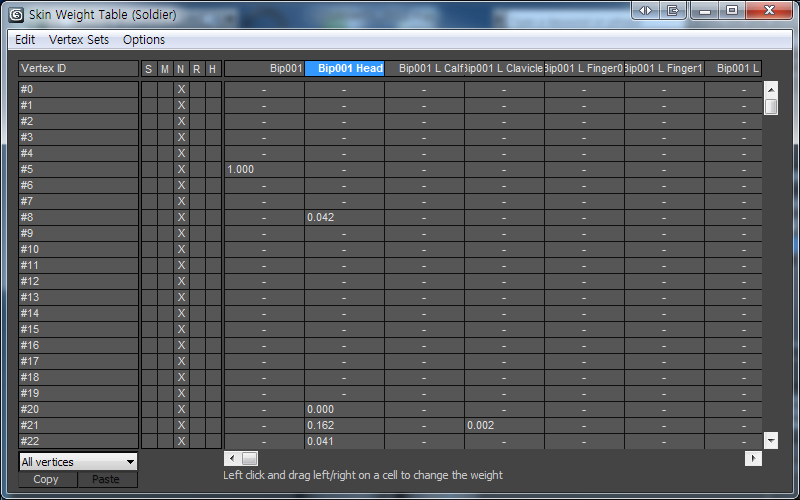 Skin Weight Table (Soldier)
Edit Vertex Sets Options
Vertex ID S M N R H Bip001 Bip001 Head Bip001 L Calf Bip001 L Clavicle Bip001 L Finger0 Bip001 L Finger1 Bip001 L
#0 X - - - - - - -
#1 X - - - - - - -
#2 X - - - - - - -
#3 X - - - - - - -
#4 X - - - - - - -
#5 X 1.000 - - - - - -
#6 X - - - - - - -
#7 X - - - - - - -
#8 X - 0.042 - - - - -
#9 X - - - - - - -
#10 X - - - - - - -
#11 X - - - - - - -
#12 X - - - - - - -
#13 X - - - - - - -
#14 X - - - - - - -
#15 X - - - - - - -
#16 X - - - - - - -
#17 X - - - - - - -
#18 X - - - - - - -
#19 X - - - - - - -
#20 X - 0.000 - - - - -
#21 X - 0.162 - 0.002 - - -
#22 X - 0.041 - - - - -
All vertices
Copy Paste
Left click and drag left/right on a cell to change the weight